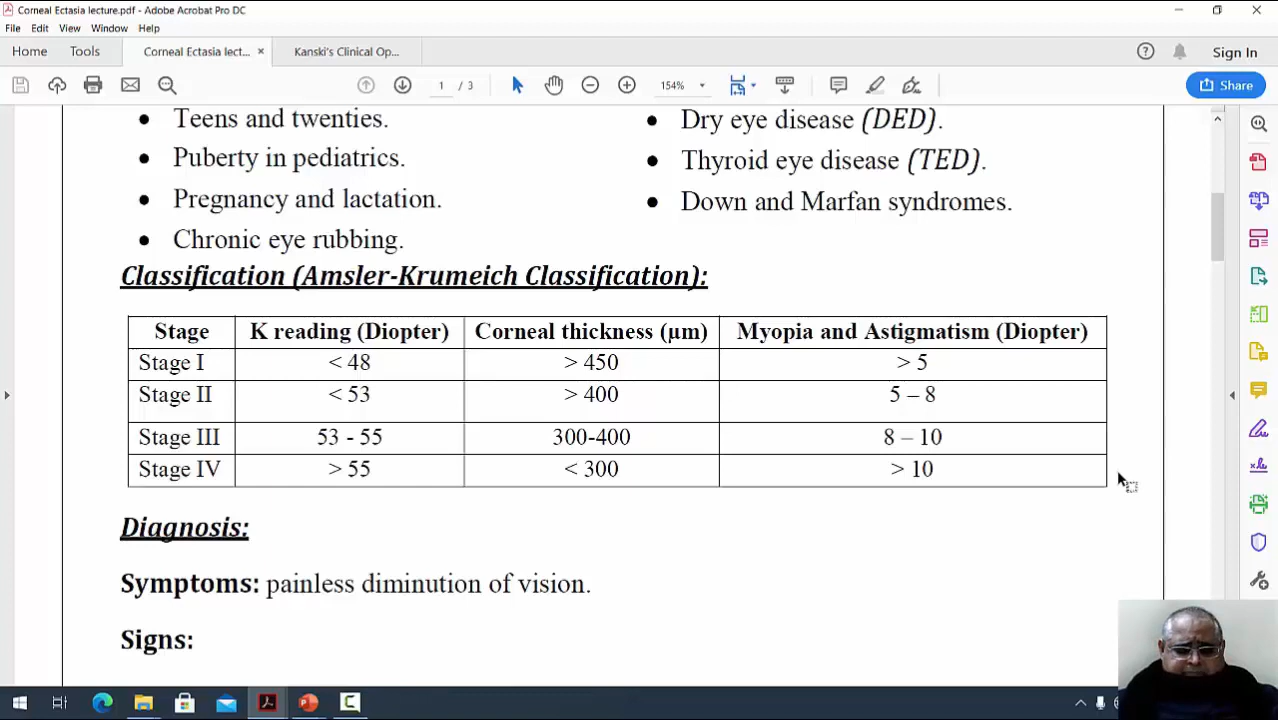 Corneal Ectasia lecture.pdf - Adobe Acrobat Pro DC
File Edit View Window Help
Home Tools Corneal Ectasia lect... × Kanski's Clinical Op... Sign In
1 / 3 154% Share
• Teens and twenties.
• Puberty in pediatrics.
• Pregnancy and lactation.
• Chronic eye rubbing.
• Dry eye disease (DED).
• Thyroid eye disease (TED).
• Down and Marfan syndromes.
Classification (Amsler-Krumeich Classification):
Stage K reading (Diopter) Corneal thickness (µm) Myopia and Astigmatism (Diopter)
Stage I < 48 > 450 > 5
Stage II < 53 > 400 5 – 8
Stage III 53 - 55 300-400 8 – 10
Stage IV > 55 < 300 > 10
Diagnosis:
Symptoms: painless diminution of vision.
Signs: